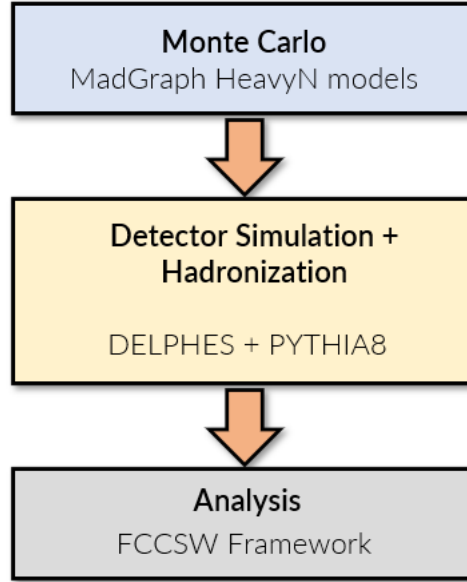 Monte Carlo
MadGraph HeavyN models
Detector Simulation +
Hadronization
DELPHES + PYTHIA8
Analysis
FCCSW Framework